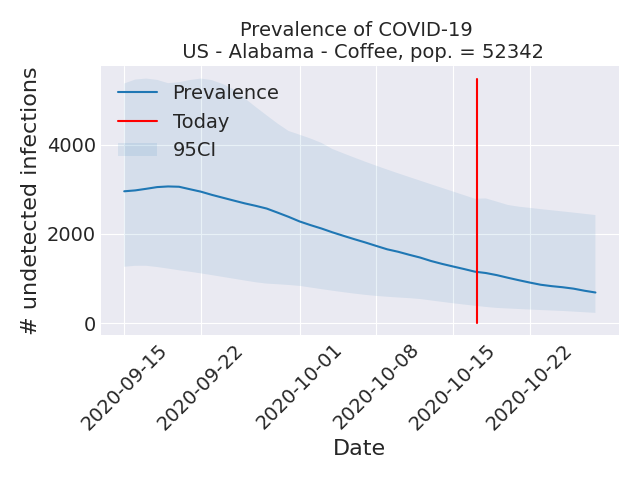 Prevalence of COVID-19
US - Alabama - Coffee, pop. = 52342
# undetected infections
4000
2000
0
Prevalence
Today
95CI
2020-09-15
2020-09-22
2020-10-01
2020-10-08
2020-10-15
2020-10-22
Date